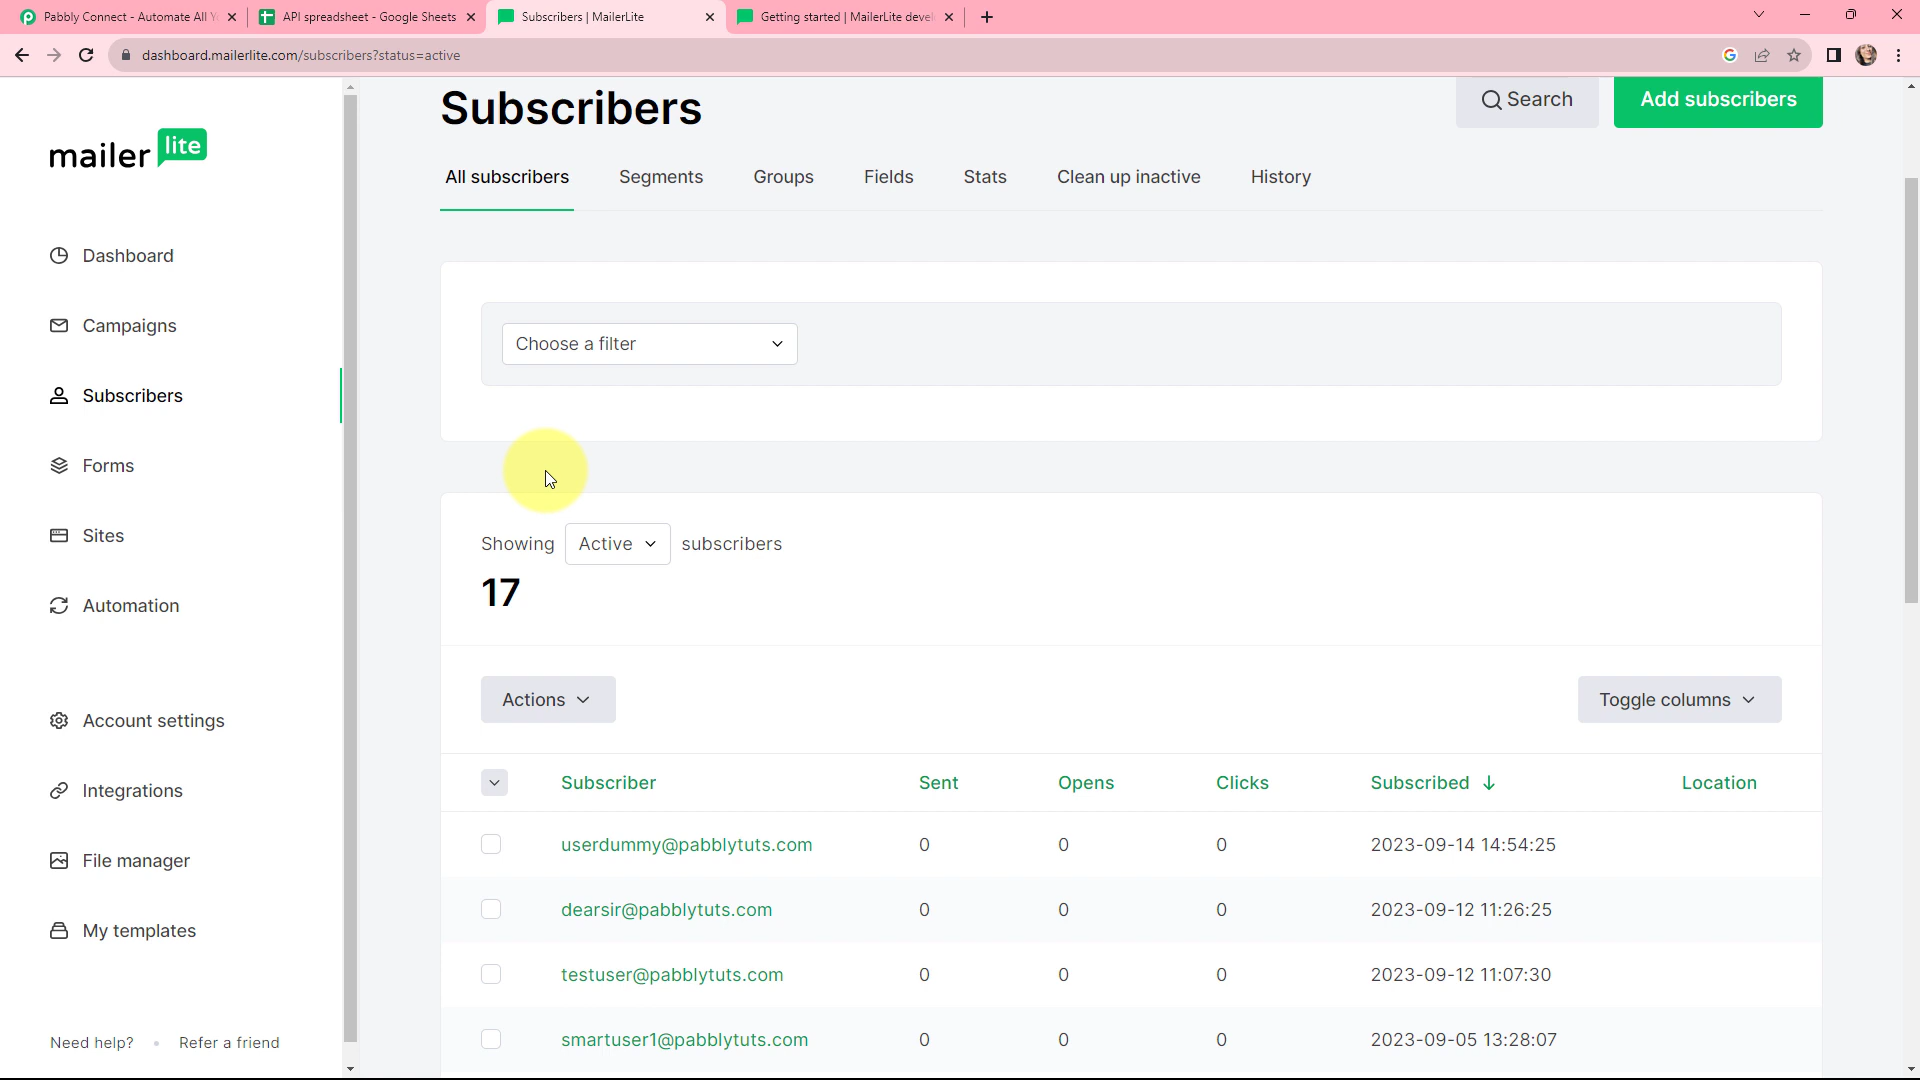 Pabbly Connect - Automate All Y
API spreadsheet - Google Sheets
Subscribers | MailerLite
Getting started | MailerLite deve
dashboard.mailerlite.com/subscribers?status=active
mailer lite
Dashboard
Campaigns
Subscribers
Forms
Sites
Automation
Account settings
Integrations
File manager
My templates
Need help? • Refer a friend
Subscribers
Search
Add subscribers
All subscribers Segments Groups Fields Stats Clean up inactive History
Choose a filter
Showing Active subscribers
17
Actions
Toggle columns
Subscriber Sent Opens Clicks Subscribed ↓ Location
userdummy@pabblytuts.com 0 0 0 2023-09-14 14:54:25
dearsir@pabblytuts.com 0 0 0 2023-09-12 11:26:25
testuser@pabblytuts.com 0 0 0 2023-09-12 11:07:30
smartuser1@pabblytuts.com 0 0 0 2023-09-05 13:28:07